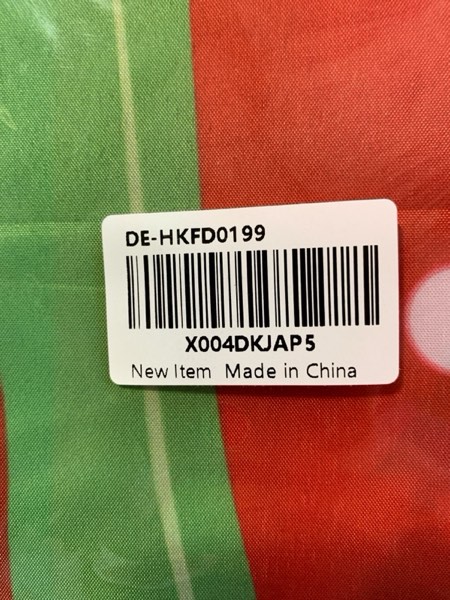 DE-HKFD0199
X004DKJAP5
New Item Made in China